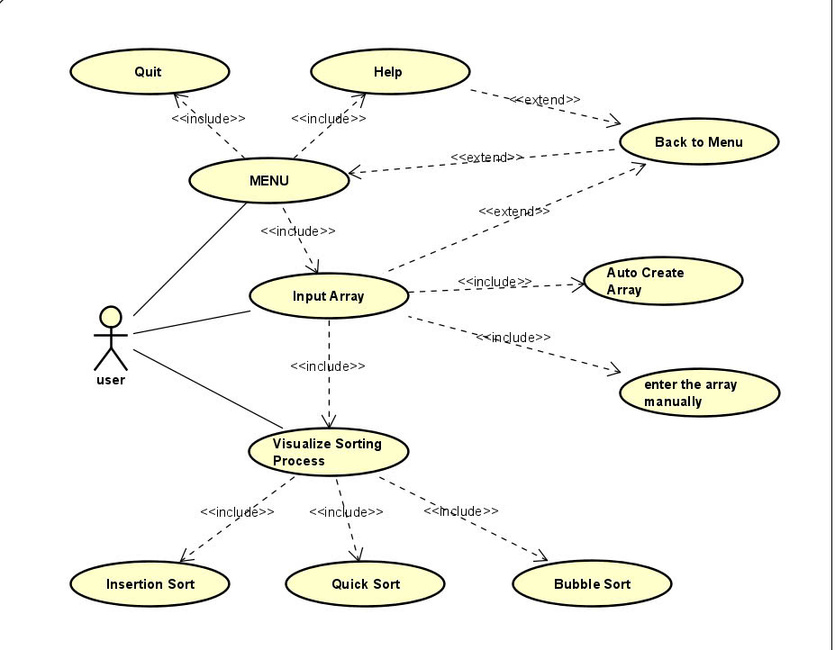 Quit
Help
<<include>>
<<include>>
<<extend>>
Back to Menu
<<extend>>
MENU
<<extend>>
<<include>>
Auto Create
Array
<<include>>
Input Array
<<include>>
user
<<include>>
enter the array
manually
Visualize Sorting
Process
<<include>>
<<include>>
<<include>>
Insertion Sort
Quick Sort
Bubble Sort